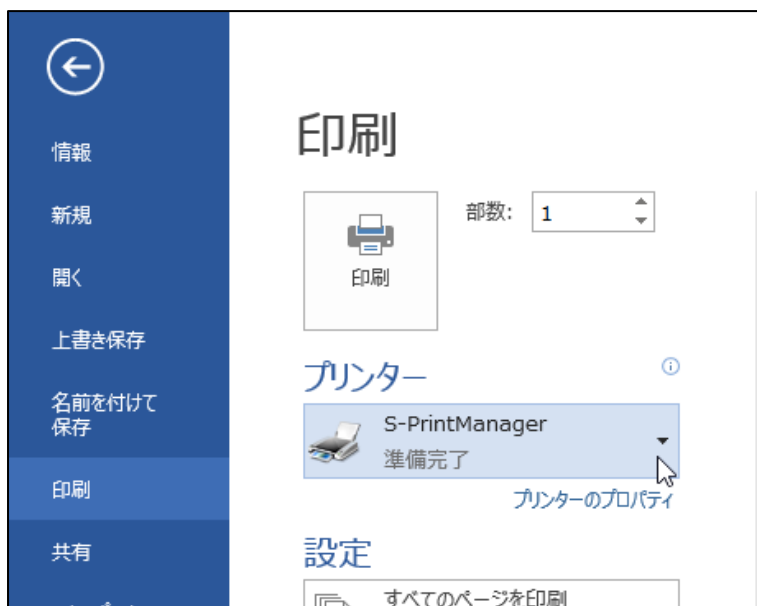 情報
新規
開く
上書き保存
名前を付けて
保存
印刷
共有
印刷
印刷
部数: 1
プリンター
S-PrintManager
準備完了
プリンターのプロパティ
設定
すべてのページを印刷